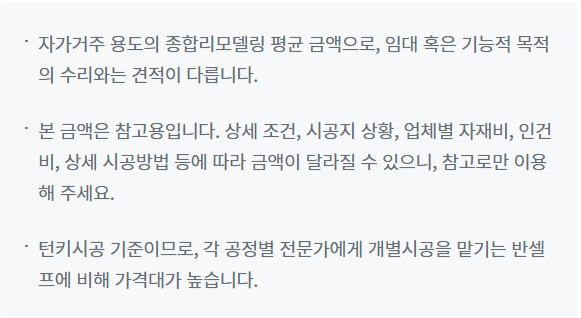 · 자가거주 용도의 종합리모델링 평균 금액으로, 임대 혹은 기능적 목적
의 수리와는 견적이 다릅니다.
· 본 금액은 참고용입니다. 상세 조건, 시공지 상황, 업체별 자재비, 인건
비, 상세 시공방법 등에 따라 금액이 달라질 수 있으니, 참고로만 이용
해 주세요.
· 턴키시공 기준이므로, 각 공정별 전문가에게 개별시공을 맡기는 반셀
프에 비해 가격대가 높습니다.